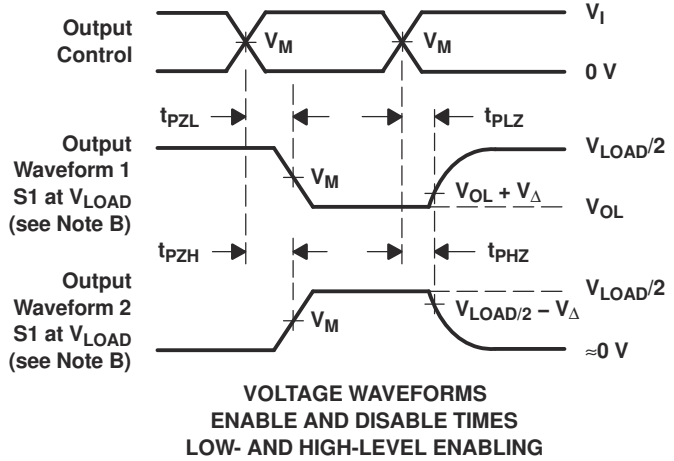 Output
Control
V_M
V_M
V_I
0 V
t_PZL
t_PLZ
Output
Waveform 1
S1 at V_LOAD
(see Note B)
V_M
V_OL + V_Δ
V_LOAD/2
V_OL
t_PZH
t_PHZ
Output
Waveform 2
S1 at V_LOAD
(see Note B)
V_M
V_LOAD/2 – V_Δ
V_LOAD/2
≈0 V
VOLTAGE WAVEFORMS
ENABLE AND DISABLE TIMES
LOW- AND HIGH-LEVEL ENABLING